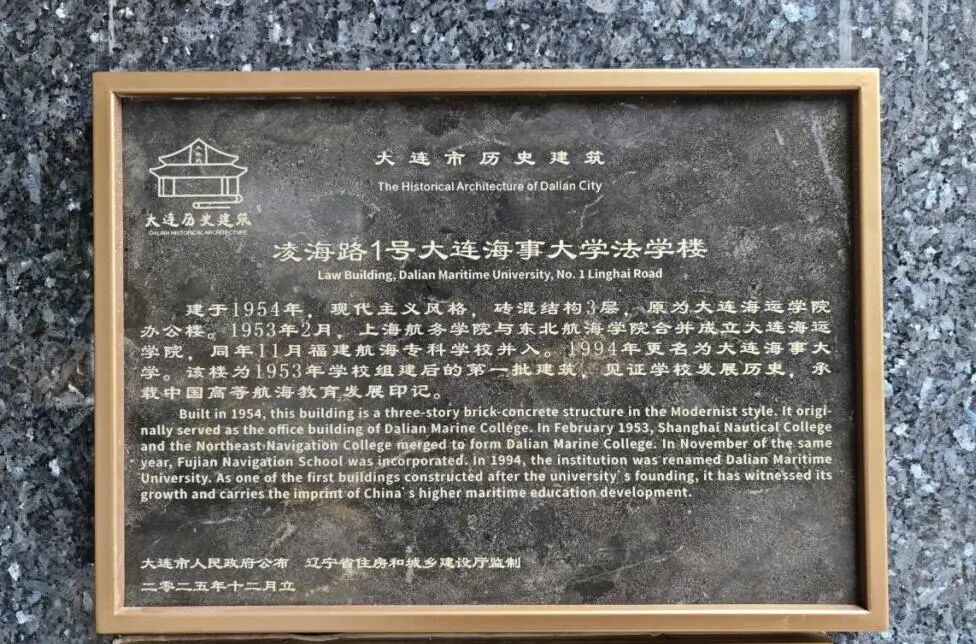 大连历史建筑
DALIAN HISTORICAL ARCHITECTURE
大连市历史建筑
The Historical Architecture of Dalian City
凌海路1号大连海事大学法学楼
Law Building, Dalian Maritime University, No. 1 Linghai Road
建于1954年，现代主义风格，砖混结构3层，原为大连海运学院
办公楼。1953年2月，上海航务学院与东北航海学院合并成立大连海运
学院，同年11月福建航海专科学校并入。1994年更名为大连海事大
学。该楼为1953年学校组建后的第一批建筑，见证学校发展历史，承
载中国高等航海教育发展印记。
Built in 1954, this building is a three-story brick-concrete structure in the Modernist style. It origi-
nally served as the office building of Dalian Marine College. In February 1953, Shanghai Nautical College
and the Northeast Navigation College merged to form Dalian Marine College. In November of the same
year, Fujian Navigation School was incorporated. In 1994, the institution was renamed Dalian Maritime
University. As one of the first buildings constructed after the university`s founding, it has witnessed its
growth and carries the imprint of China`s higher maritime education development.
大连市人民政府公布 辽宁省住房和城乡建设厅监制
二零二五年十二月立